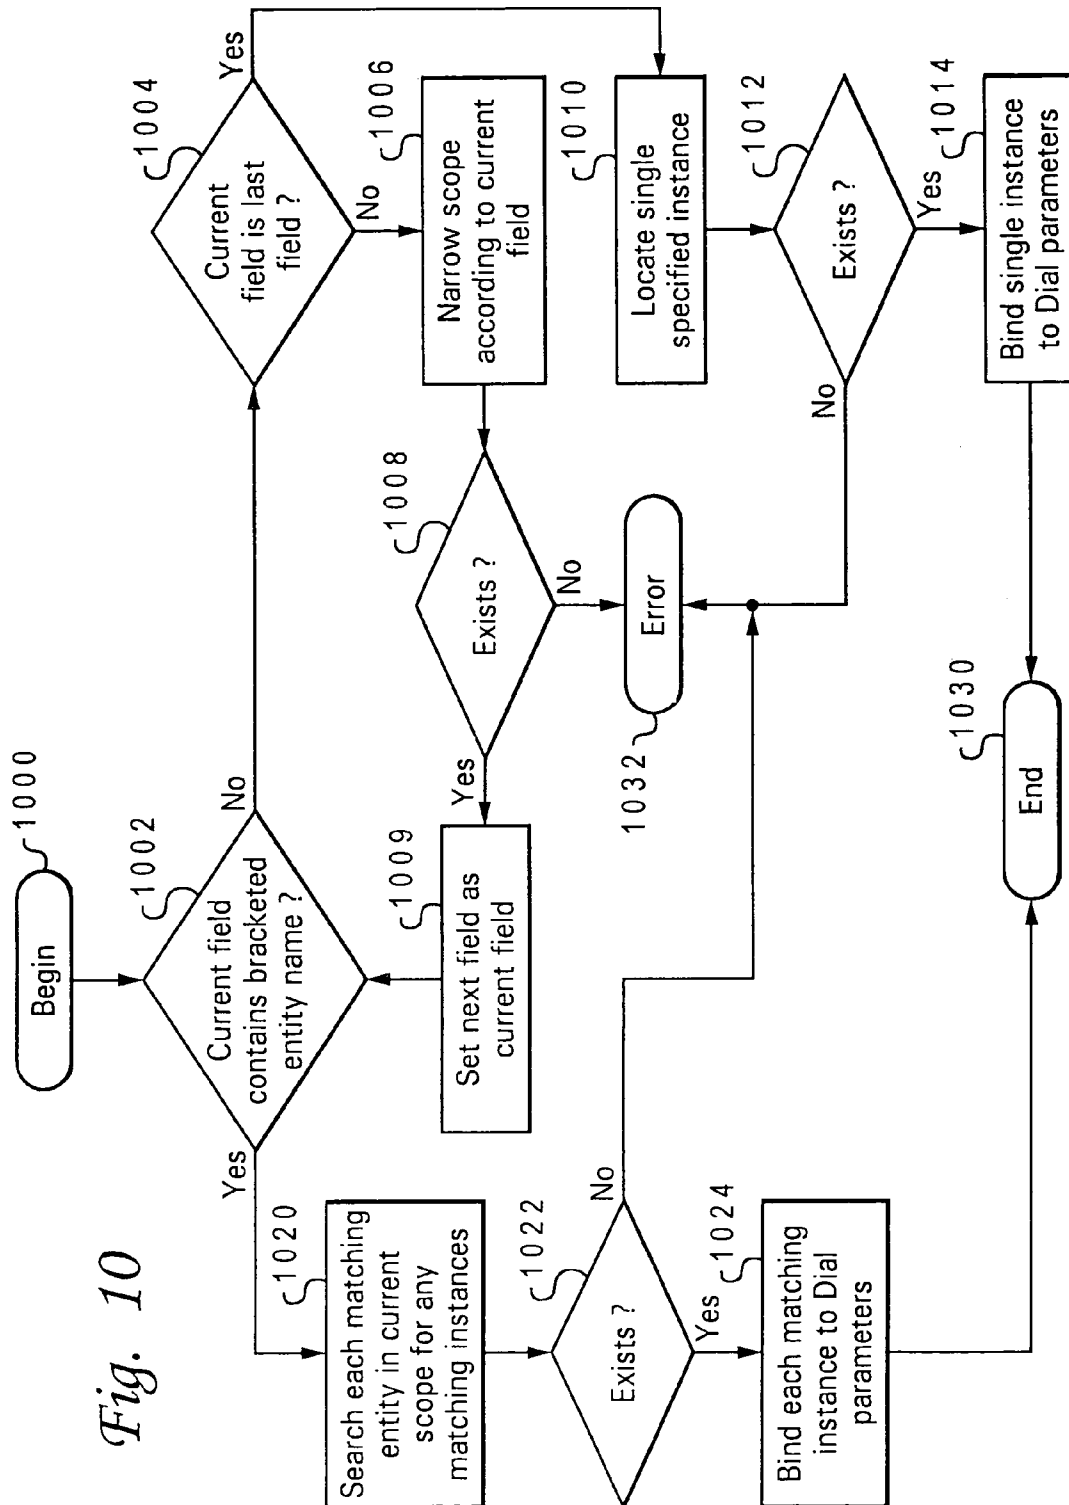 Fig. 10
Begin
1000
Current field
contains bracketed
entity name ?
1002
Yes
No
Current
field is last
field ?
1004
Yes
No
Narrow scope
according to current
field
1006
Exists ?
1008
Yes
No
Set next field as
current field
1009
Locate single
specified instance
1010
Exists ?
1012
No
Yes
Bind single instance
to Dial parameters
1014
Search each matching
entity in current
scope for any
matching instances
1020
Exists ?
1022
No
Yes
Bind each matching
instance to Dial
parameters
1024
Error
1032
End
1030